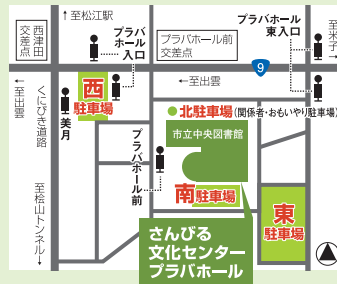 ↑至松江駅
西津田
交差点
プラバ
ホール
入口
プラバホール前
交差点
プラバホール
東入口
至米子→
9
←至出雲
←至出雲
くにびき道路
西
駐車場
美月
北駐車場(関係者・おもいやり駐車場)
市立中央図書館
プラバホール前
南駐車場
東
駐車場
至桧山トンネル↓
さんびる
文化センター
プラバホール